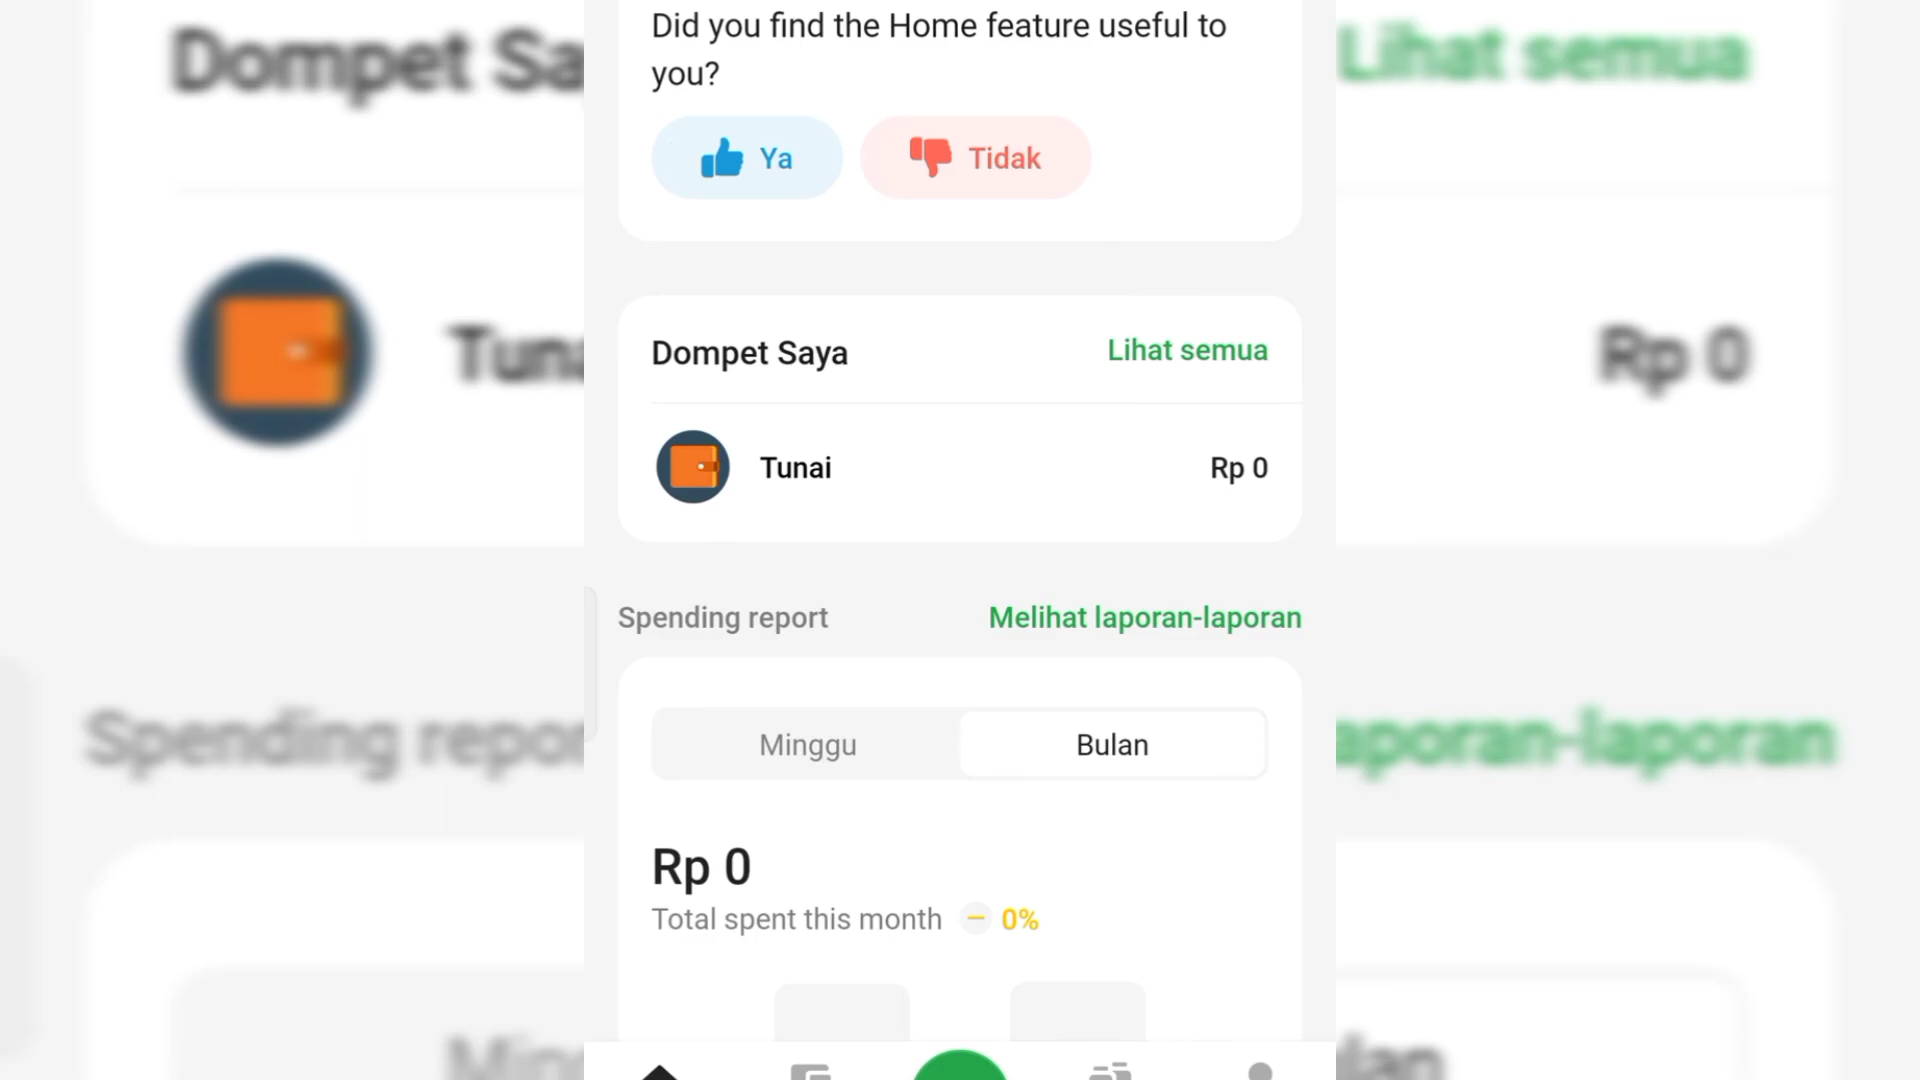 Did you find the Home feature useful to
you?
Ya
Tidak
Dompet Saya
Lihat semua
Tunai
Rp 0
Spending report
Melihat laporan-laporan
Minggu
Bulan
Rp 0
Total spent this month
0%